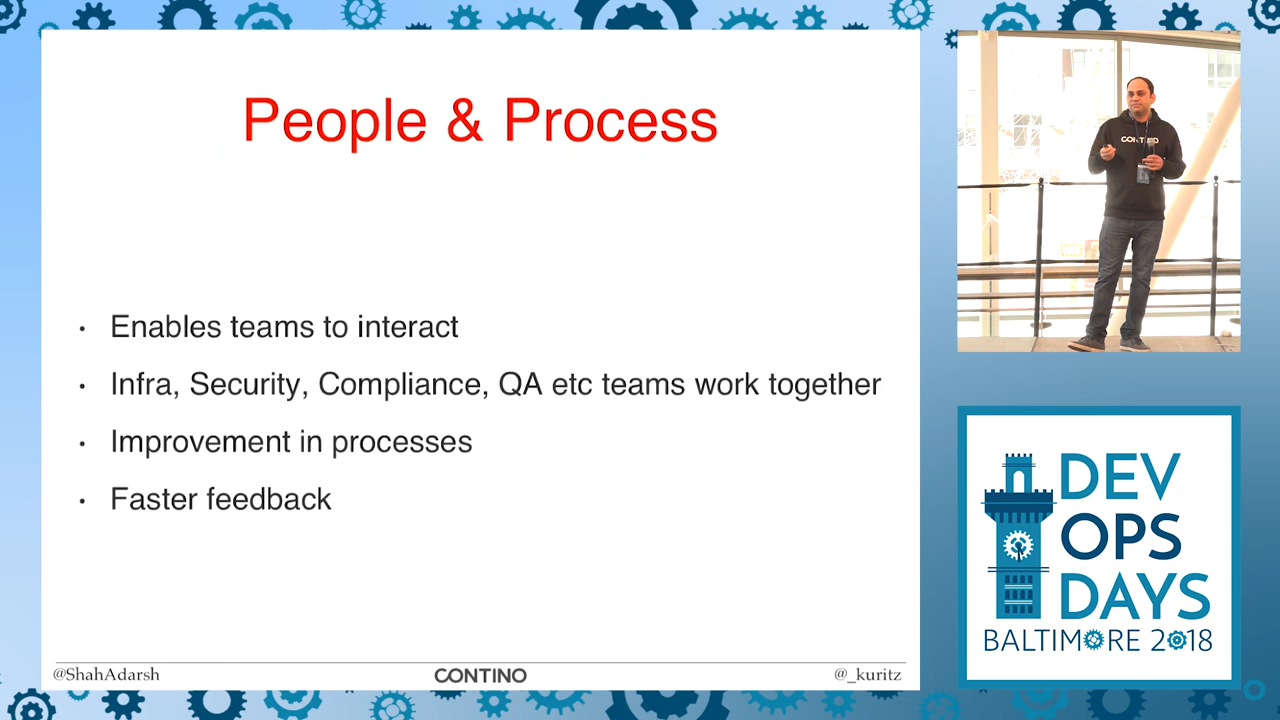 People & Process
• Enables teams to interact
• Infra, Security, Compliance, QA etc teams work together
• Improvement in processes
• Faster feedback
@ShahAdarsh
CONTINO
@_kuritz
CONTINO
DEV
OPS
DAYS
BALTIMORE 2018